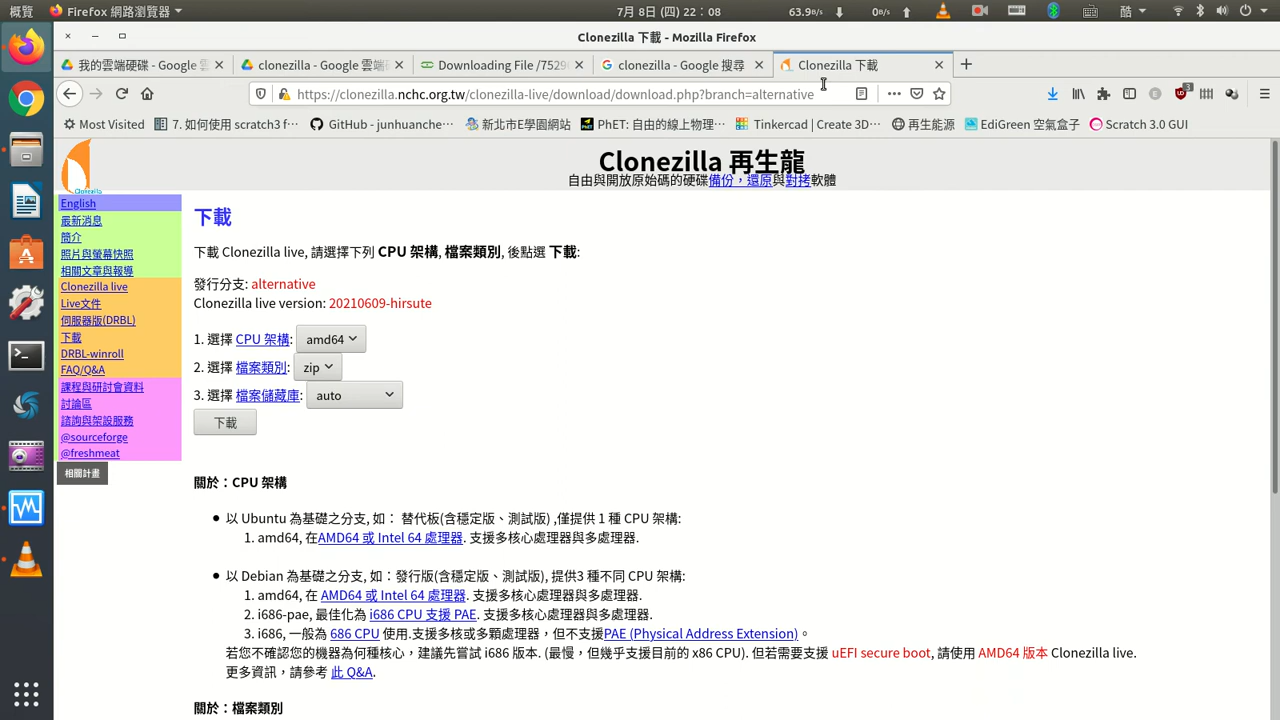 概覽 Firefox 網路瀏覽器 7月 8日 (四) 22：08 63.9B/s 0B/s 酷
Clonezilla 下載 - Mozilla Firefox
我的雲端硬碟 - Google 雲 clonezilla - Google 雲端 Downloading File /7529 clonezilla - Google 搜尋 Clonezilla 下載
https://clonezilla.nchc.org.tw/clonezilla-live/download/download.php?branch=alternative 3
Most Visited 7. 如何使用 scratch3 f… GitHub - junhuanche… 新北市E學園網站 PhET: 自由的線上物理… Tinkercad | Create 3D… 再生能源 EdiGreen 空氣盒子 Scratch 3.0 GUI
Clonezilla
Clonezilla 再生龍
自由與開放原始碼的硬碟備份，還原與對拷軟體
English
最新消息
簡介
照片與螢幕快照
相關文章與報導
Clonezilla live
Live文件
伺服器版(DRBL)
下載
DRBL-winroll
FAQ/Q&A
課程與研討會資料
討論區
諮詢與架設服務
@sourceforge
@freshmeat
相關計畫
下載
下載 Clonezilla live, 請選擇下列 CPU 架構, 檔案類別, 後點選 下載:
發行分支: alternative
Clonezilla live version: 20210609-hirsute
1. 選擇 CPU 架構: amd64
2. 選擇 檔案類別: zip
3. 選擇 檔案儲藏庫: auto
下載
關於：CPU 架構
● 以 Ubuntu 為基礎之分支, 如： 替代板(含穩定版、測試版) ,僅提供 1 種 CPU 架構:
1. amd64, 在AMD64 或 Intel 64 處理器. 支援多核心處理器與多處理器.
● 以 Debian 為基礎之分支, 如：發行版(含穩定版、測試版), 提供3 種不同 CPU 架構:
1. amd64, 在 AMD64 或 Intel 64 處理器. 支援多核心處理器與多處理器.
2. i686-pae, 最佳化為 i686 CPU 支援 PAE. 支援多核心處理器與多處理器.
3. i686, 一般為 686 CPU 使用.支援多核或多顆處理器，但不支援PAE (Physical Address Extension)。
若您不確認您的機器為何種核心，建議先嘗試 i686 版本. (最慢，但幾乎支援目前的 x86 CPU). 但若需要支援 uEFI secure boot, 請使用 AMD64 版本 Clonezilla live.
更多資訊，請參考 此 Q&A.
關於：檔案類別